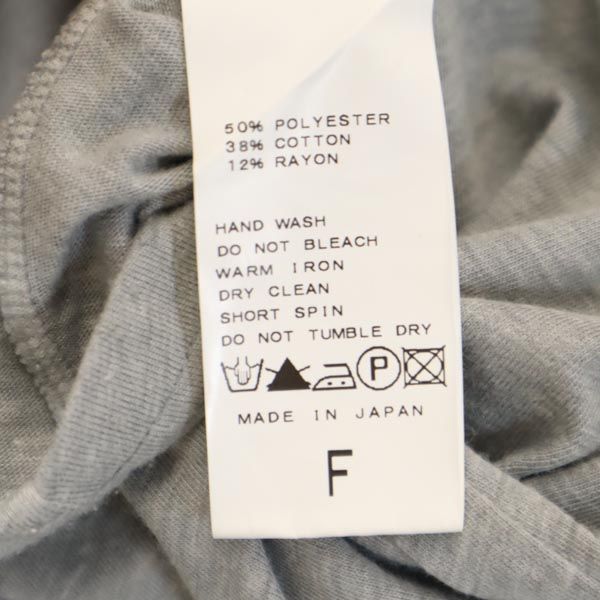 50% POLYESTER
38% COTTON
12% RAYON
HAND WASH
DO NOT BLEACH
WARM IRON
DRY CLEAN
SHORT SPIN
DO NOT TUMBLE DRY
P
MADE IN JAPAN
F